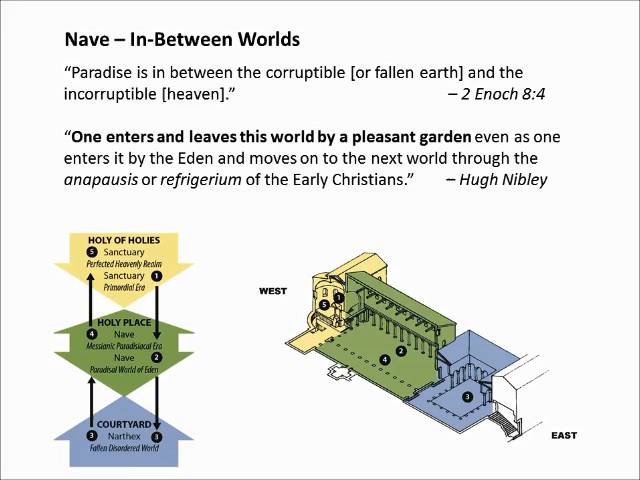 Nave – In-Between Worlds
“Paradise is in between the corruptible [or fallen earth] and the
incorruptible [heaven].” – 2 Enoch 8:4
“One enters and leaves this world by a pleasant garden even as one
enters it by the Eden and moves on to the next world through the
anapausis or refrigerium of the Early Christians.” – Hugh Nibley
HOLY OF HOLIES
5 Sanctuary
Perfected Heavenly Realm
Sanctuary 1
Primordial Era
HOLY PLACE
4 Nave
Messianic Paradisiacal Era
Nave 2
Paradisal World of Eden
COURTYARD
3 Narthex 3
Fallen Disordered World
WEST
5 1
2
4
3
EAST